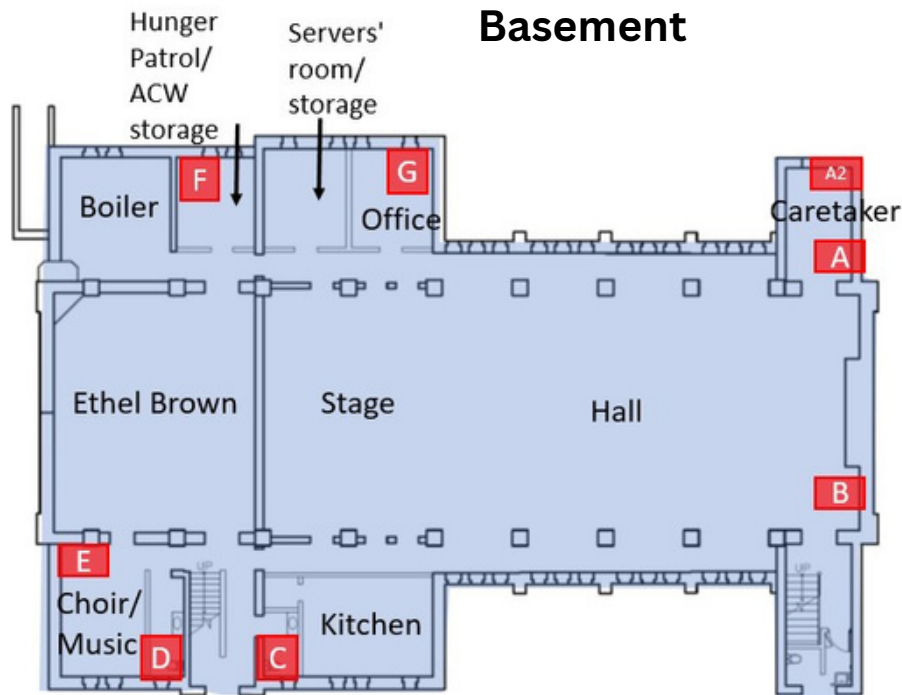 Basement
Hunger
Patrol/
ACW
storage
Servers'
room/
storage
F
G
A2
Boiler
Office
Caretaker
A
Ethel Brown
Stage
Hall
B
E
UP
UP
Choir/
Music
Kitchen
D
C